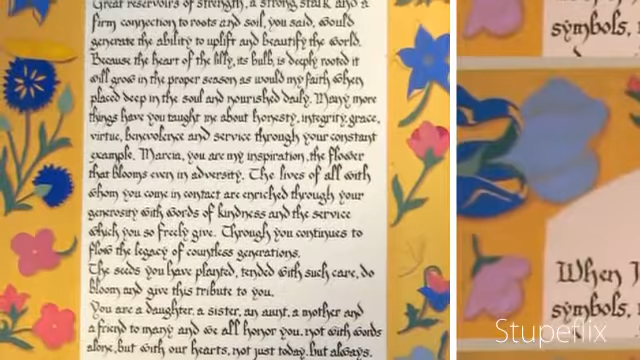 Great reservoirs of strength, a strong stalk and a
firm connection to roots and soil, you said, would
generate the ability to uplift and beautify the world.
Because the heart of the lilly, its bulb, is deeply rooted it
will grow in the proper season as would my faith when
placed deep in the soul and nourished daily. Many more
things have you taught me about honesty, integrity, grace,
virtue, benevolence and service through your constant
example. Marcia, you are my inspiration, the flower
that blooms even in adversity. The lives of all with
whom you come in contact are enriched through your
generosity with words of kindness and the service
which you so freely give. Through you continues to
flow the legacy of countless generations.
The seeds you have planted, tended with such care, do
bloom and give this tribute to you.
You are a daughter, a sister, an aunt, a mother and
a friend to many and we all honor you, not with words
alone, but with our hearts, not just today, but always.
symbols,
When
symbols,
Stupeflix